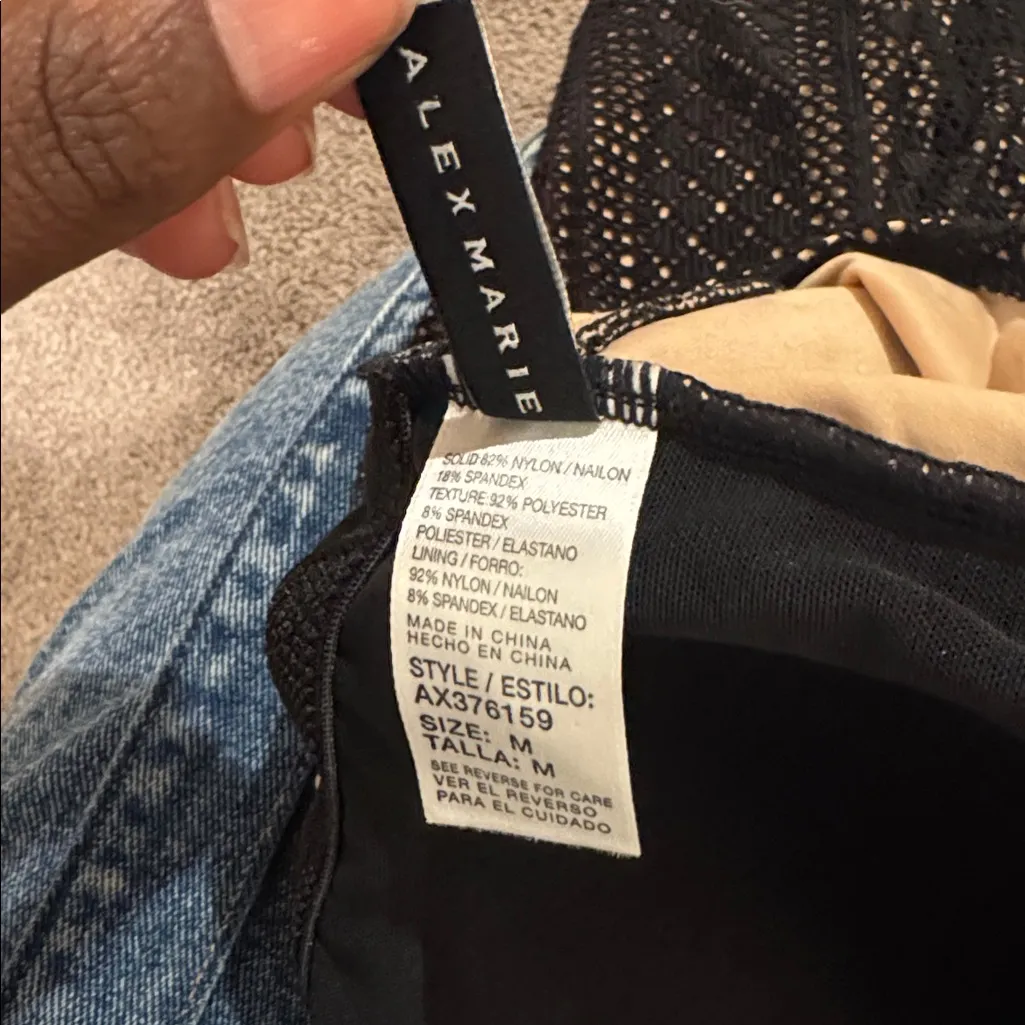 ALEX MARIE
SOLID:82% NYLON / NAILON
18% SPANDEX
TEXTURE:92% POLYESTER
8% SPANDEX
POLIESTER / ELASTANO
LINING / FORRO:
92% NYLON / NAILON
8% SPANDEX / ELASTANO
MADE IN CHINA
HECHO EN CHINA
STYLE / ESTILO:
AX376159
SIZE: M
TALLA: M
SEE REVERSE FOR CARE
VER EL REVERSO
PARA EL CUIDADO